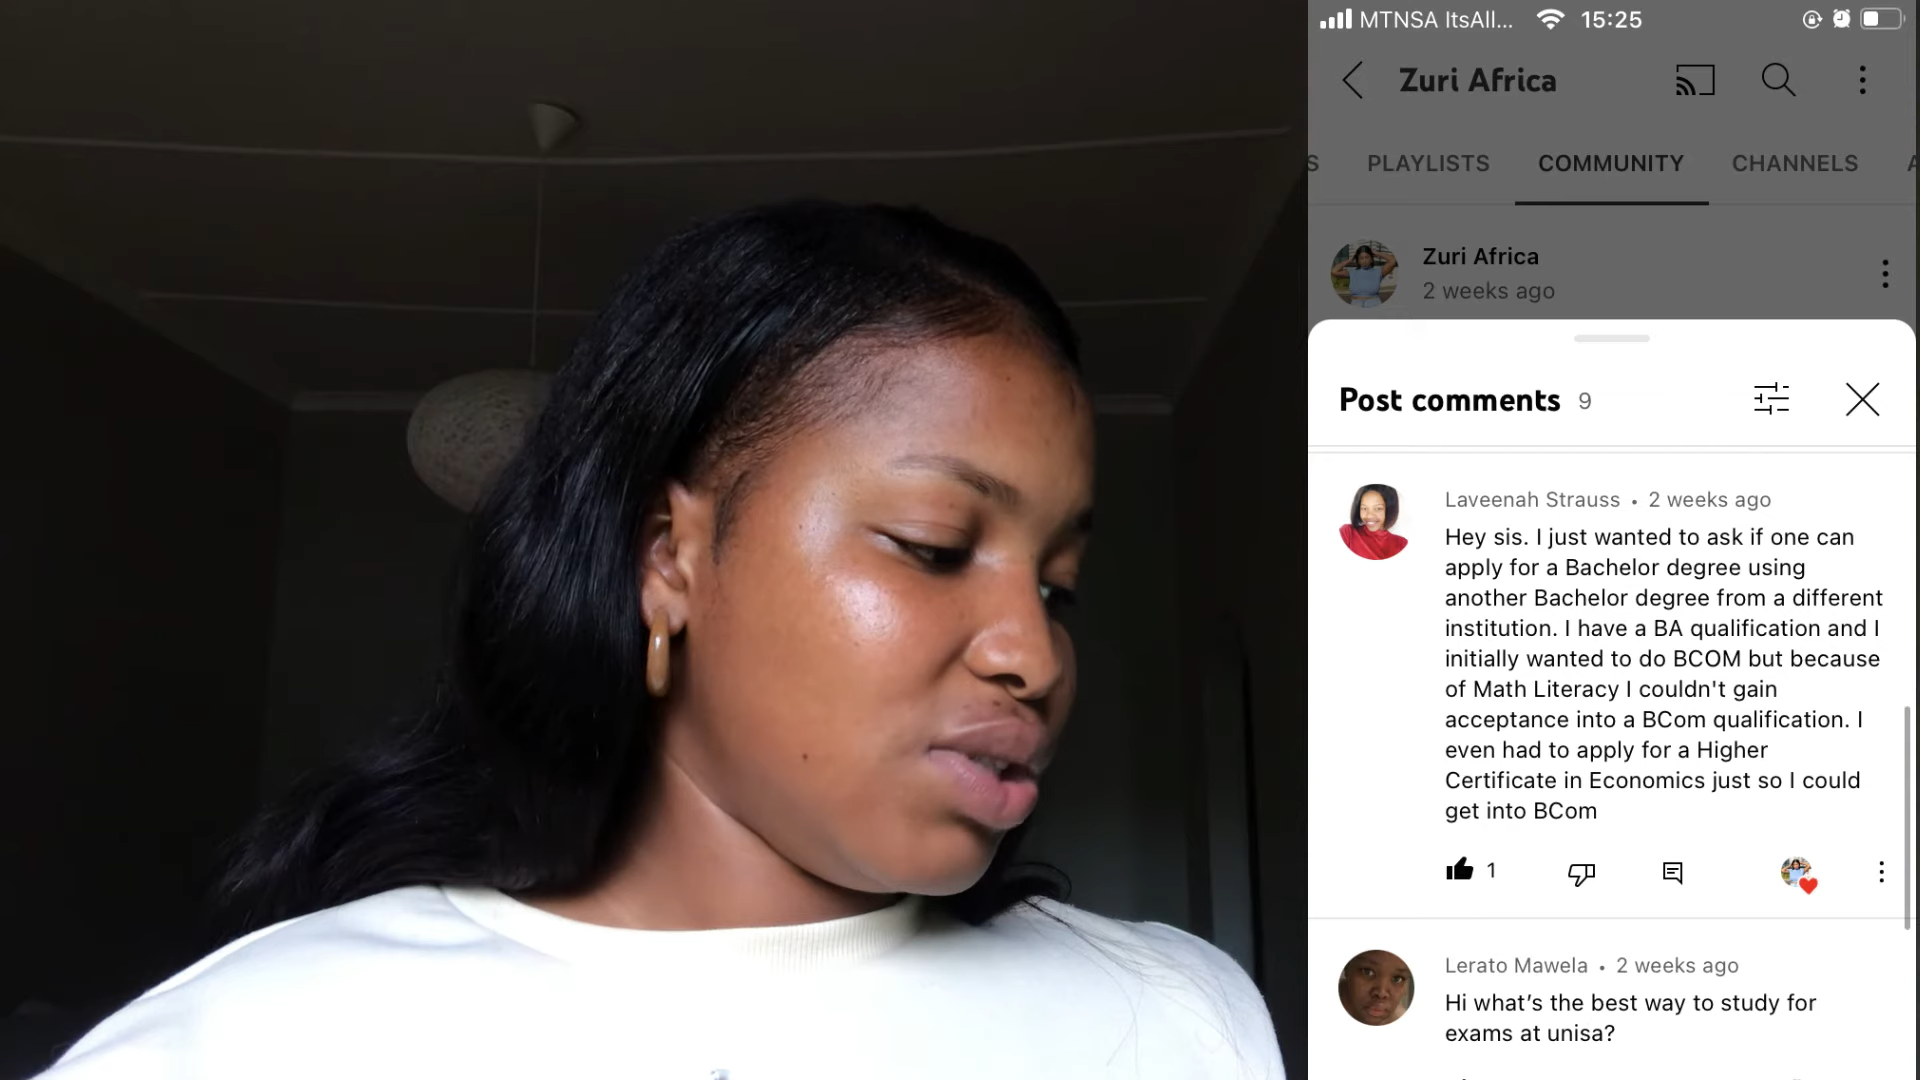 MTNSA ItsAll... 15:25
Zuri Africa
S PLAYLISTS COMMUNITY CHANNELS A
Zuri Africa
2 weeks ago
Post comments 9
Laveenah Strauss • 2 weeks ago
Hey sis. I just wanted to ask if one can
apply for a Bachelor degree using
another Bachelor degree from a different
institution. I have a BA qualification and I
initially wanted to do BCOM but because
of Math Literacy I couldn't gain
acceptance into a BCom qualification. I
even had to apply for a Higher
Certificate in Economics just so I could
get into BCom
1
Lerato Mawela • 2 weeks ago
Hi what's the best way to study for
exams at unisa?